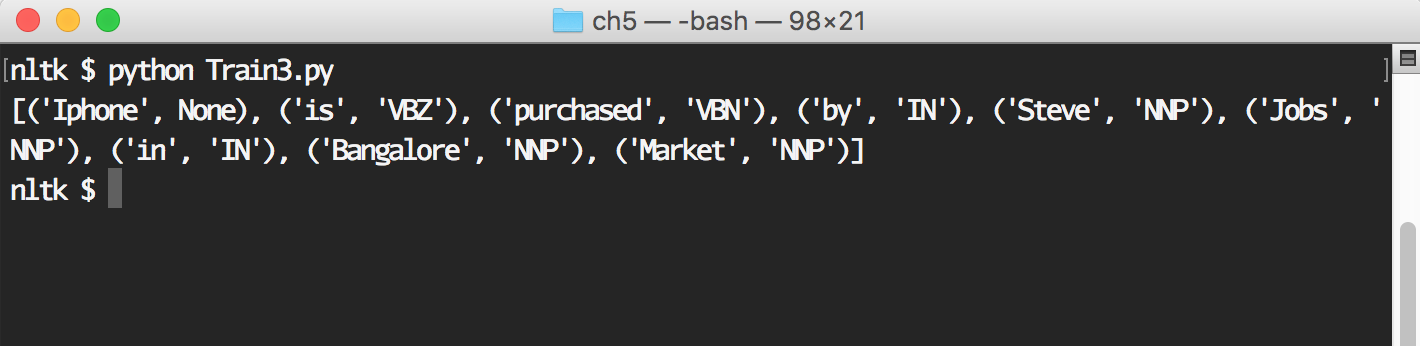 ch5 — -bash — 98×21
[nltk $ python Train3.py ]
[('Iphone', None), ('is', 'VBZ'), ('purchased', 'VBN'), ('by', 'IN'), ('Steve', 'NNP'), ('Jobs', '
NNP'), ('in', 'IN'), ('Bangalore', 'NNP'), ('Market', 'NNP')]
nltk $